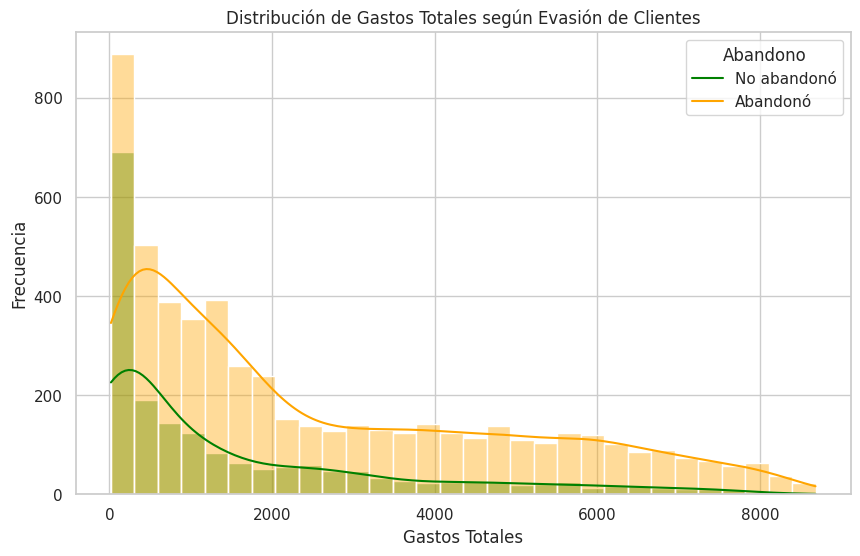 Distribución de Gastos Totales según Evasión de Clientes
Abandono
No abandonó
Abandonó
Frecuencia
800
600
400
200
0
0
2000
4000
6000
8000
Gastos Totales